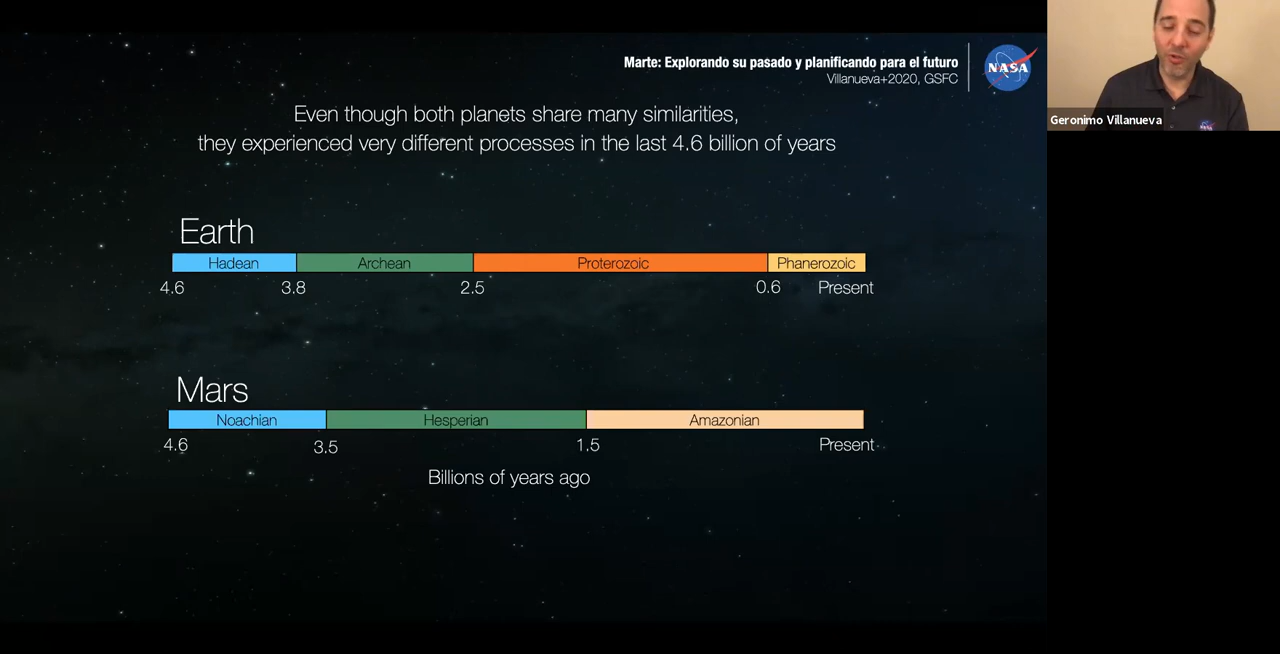 Marte: Explorando su pasado y planificando para el futuro
Villanueva+2020, GSFC
NASA
Geronimo Villanueva
Even though both planets share many similarities,
they experienced very different processes in the last 4.6 billion of years
Earth
Hadean Archean Proterozoic Phanerozoic
4.6 3.8 2.5 0.6 Present
Mars
Noachian Hesperian Amazonian
4.6 3.5 1.5 Present
Billions of years ago